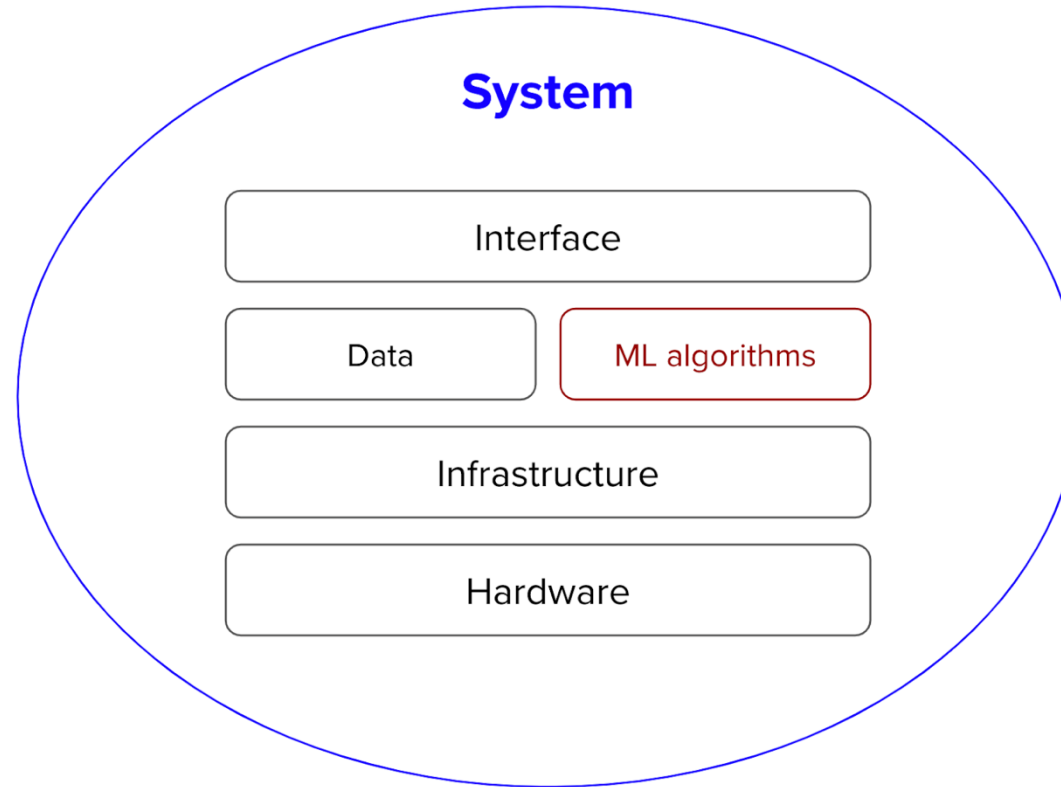 System
Interface
Data
ML algorithms
Infrastructure
Hardware